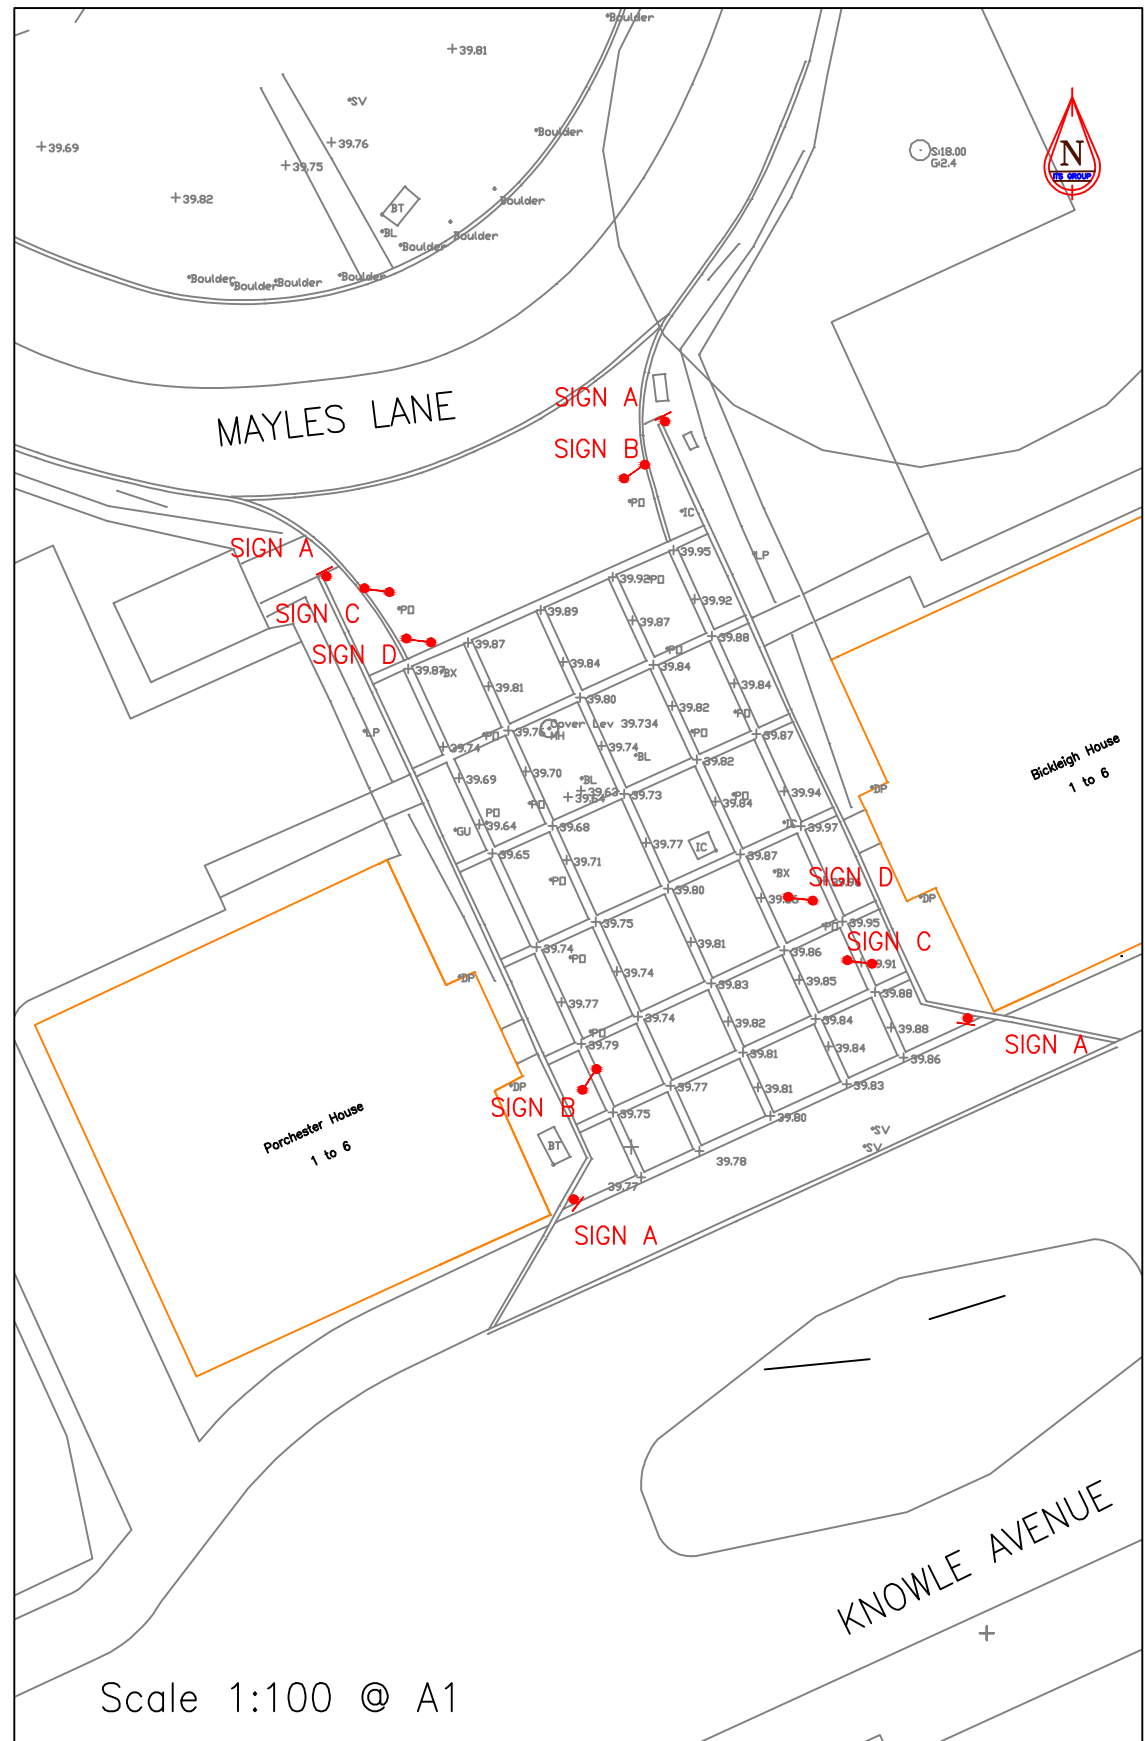 Boulder
39.81
SV
Boulder
39.69
39.76
39.75
N
ITS GROUP
S:18.00
G:2.4
39.82
BT
Boulder
BL
Boulder
Boulder
Boulder
Boulder
Boulder
Boulder
MAYLES LANE
SIGN A
SIGN B
PO
IC
SIGN A
39.95
LP
39.92
PO
SIGN C
PO
39.89
39.92
39.87
39.88
SIGN D
39.87
PO
39.87
BX
39.84
39.84
39.81
39.84
39.80
39.82
PO
LP
39.76
Cover Lev 39.734
MH
PO
PO
39.87
39.74
39.74
BL
39.82
Bickleigh House
1 to 6
39.69
39.70
BL
39.63
39.64
39.73
39.84
PO
39.94
DP
PO
PO
GU
39.64
39.68
IC
39.97
39.77
IC
39.65
39.71
39.87
PO
39.80
BX
SIGN D
39.96
39.86
DP
39.75
39.95
PO
39.74
39.81
39.86
SIGN C
PO
39.91
DP
39.74
39.83
39.85
39.88
39.77
39.74
39.82
39.84
39.88
PO
39.79
39.81
39.84
39.86
SIGN A
DP
39.77
39.81
39.83
SIGN B
39.75
39.80
Porchester House
1 to 6
BT
SV
SV
39.78
39.77
SIGN A
KNOWLE AVENUE
Scale 1:100 @ A1